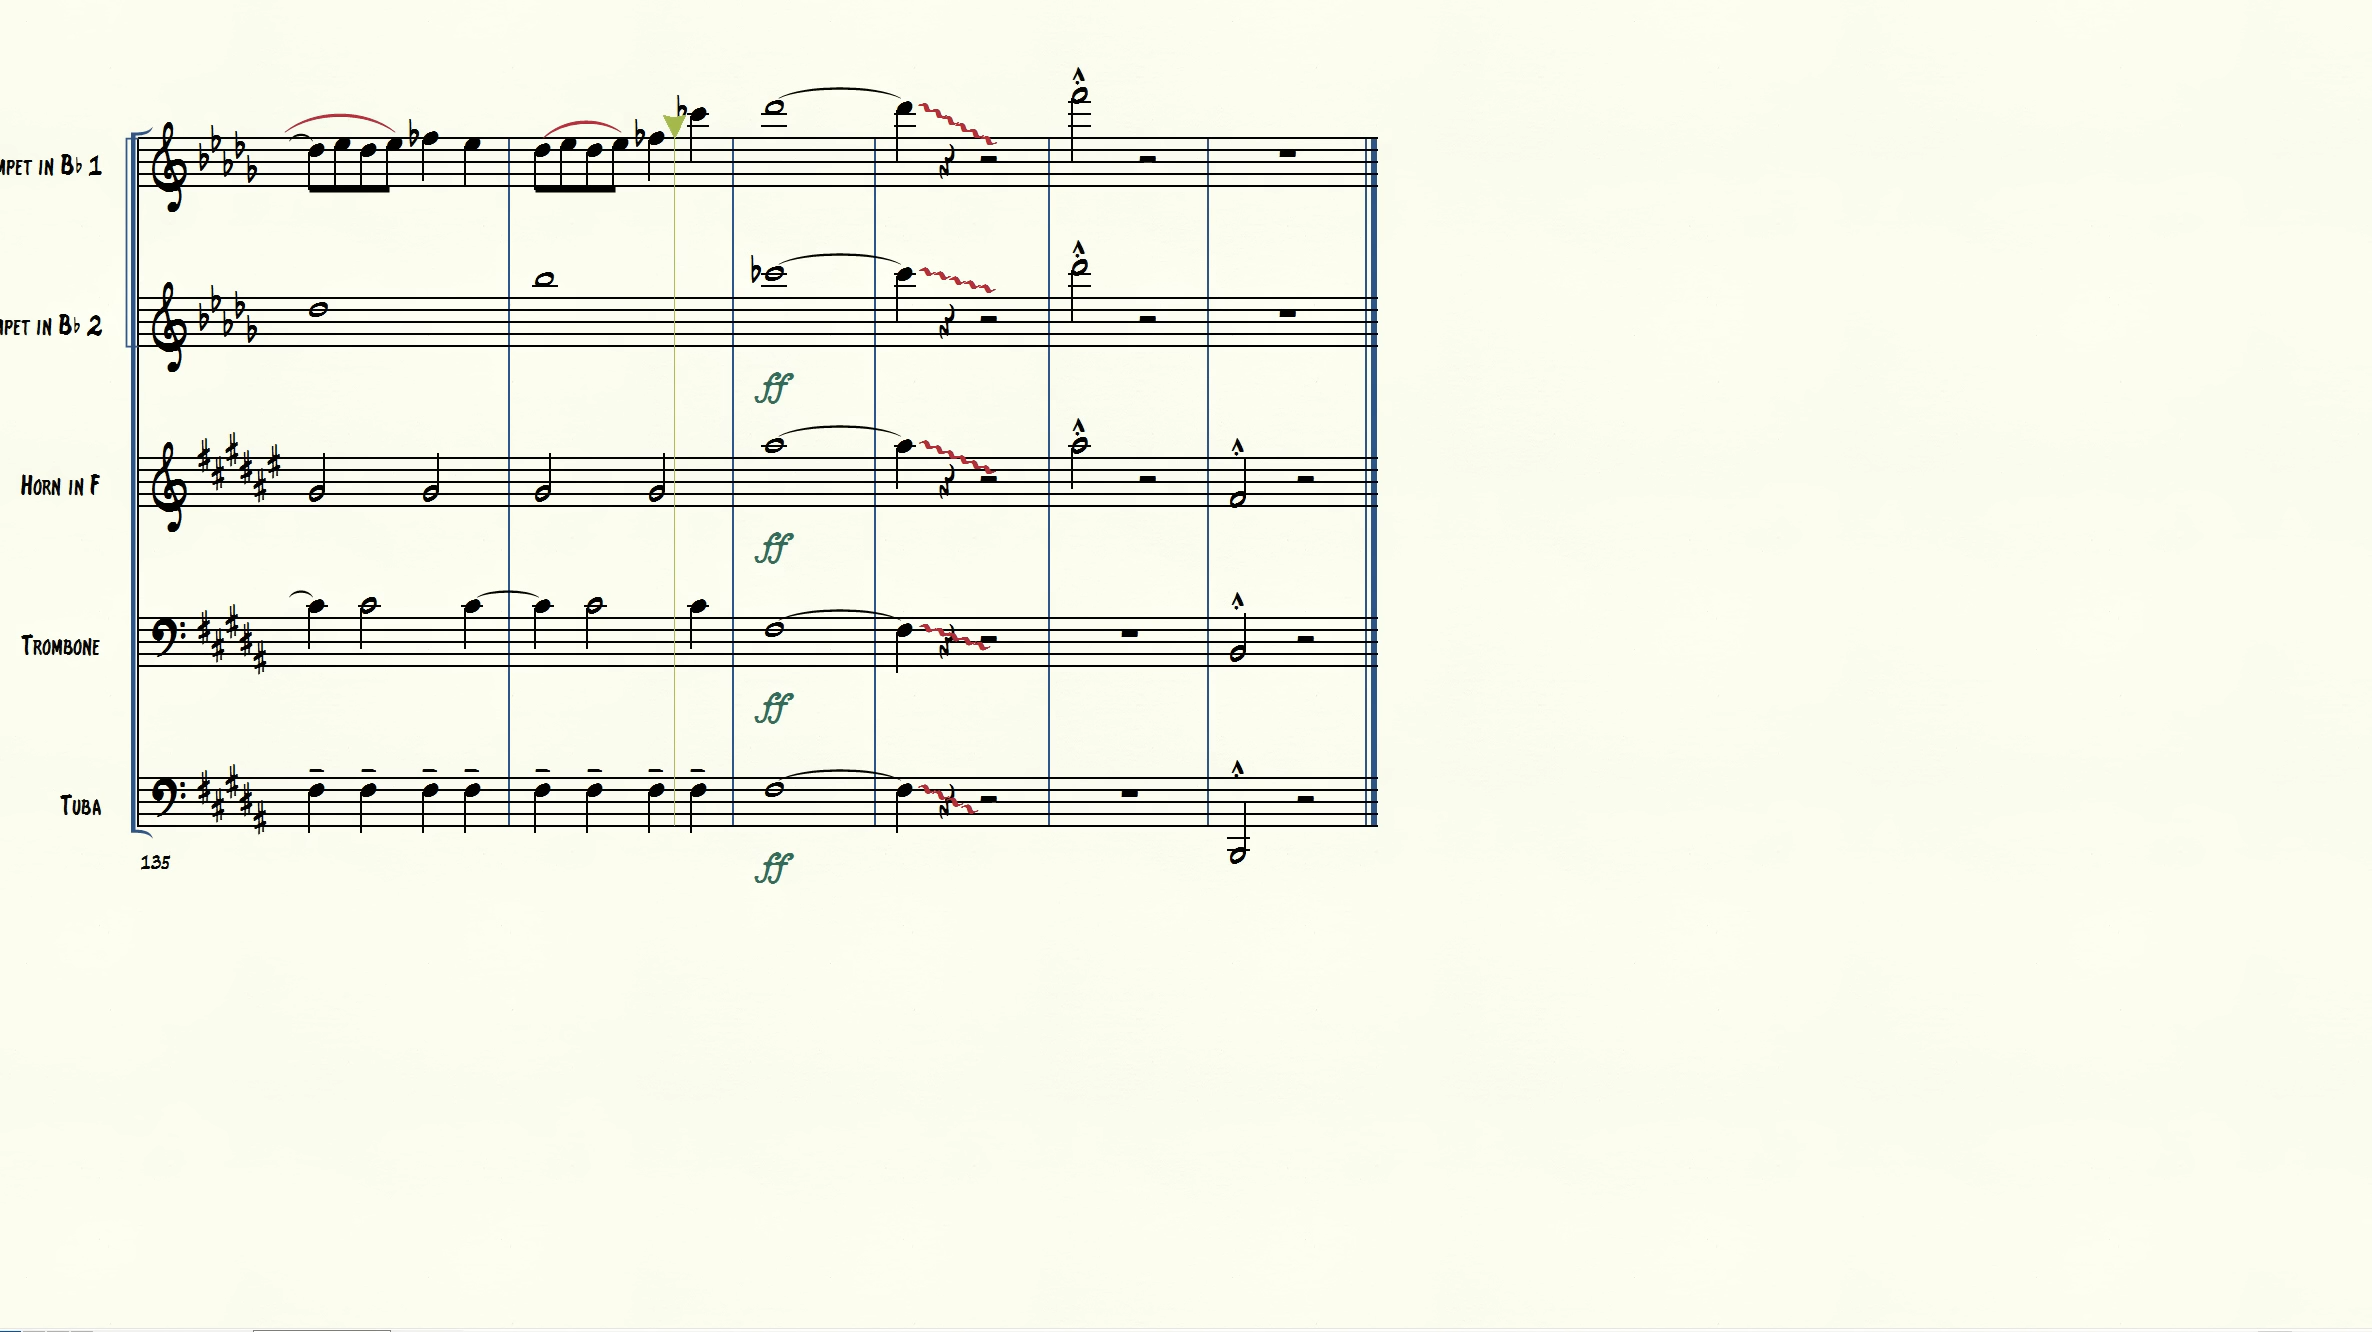 MPET IN B♭ 1
MPET IN B♭ 2
ff
HORN IN F
ff
TROMBONE
ff
TUBA
135
ff